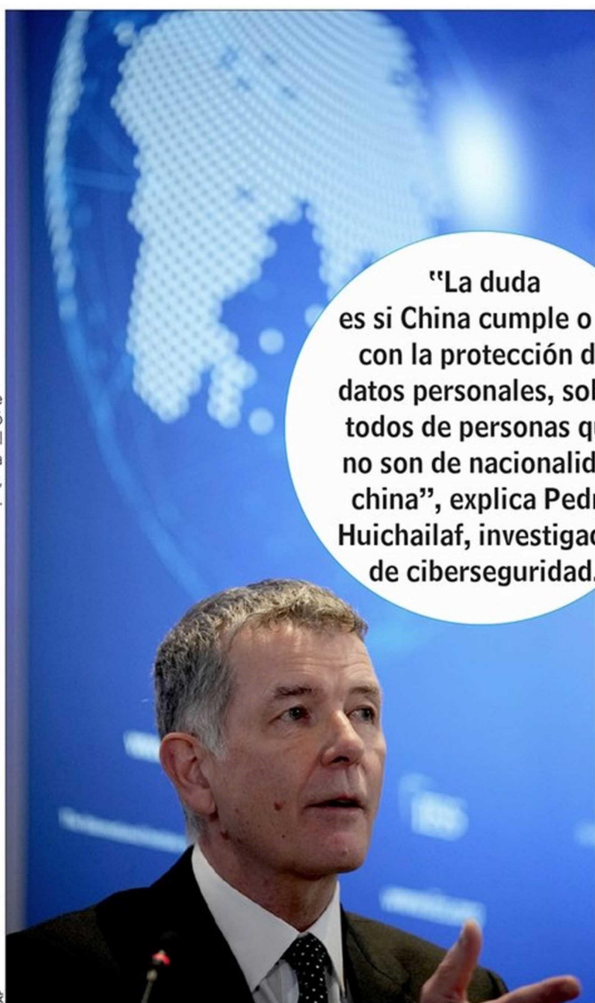 “La duda
es si China cumple o
con la protección d
datos personales, sob
todos de personas qu
no son de nacionalid
china”, explica Pedr
Huichailaf, investigad
de ciberseguridad.